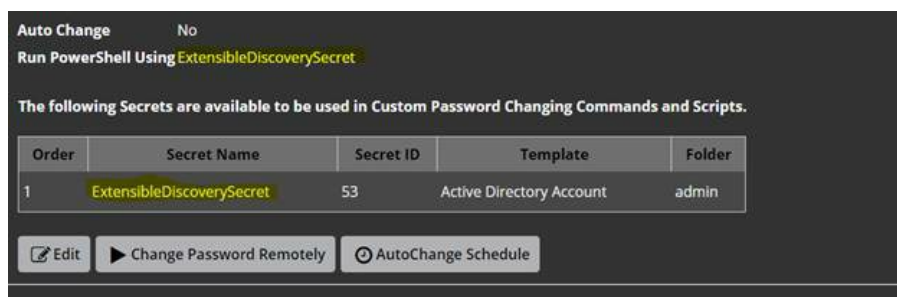 Auto Change No
Run PowerShell Using ExtensibleDiscoverySecret
The following Secrets are available to be used in Custom Password Changing Commands and Scripts.
Order Secret Name Secret ID Template Folder
1 ExtensibleDiscoverySecret 53 Active Directory Account admin
Edit Change Password Remotely AutoChange Schedule